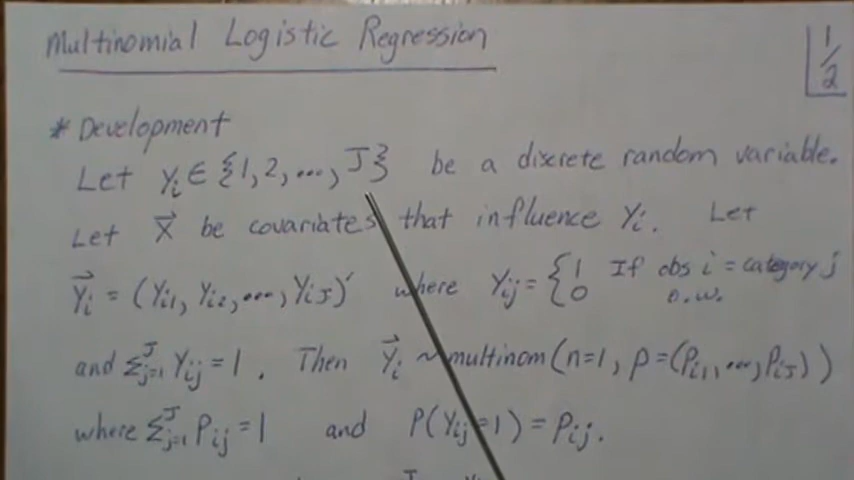 Multinomial Logistic Regression
1/2
* Development
Let Yᵢ ∈ {1, 2, ..., J} be a discrete random variable.
Let X⃗ be covariates that influence Yᵢ. Let
Y⃗ᵢ = (Yᵢ₁, Yᵢ₂, ..., YᵢJ)′ where Yᵢⱼ = {1 If obs i = category j
0 o.w.
and Σⱼ₌₁ᴶ Yᵢⱼ = 1. Then Y⃗ᵢ ~ multinom(n=1, p=(Pᵢ₁, ..., PᵢJ))
where Σⱼ₌₁ᴶ Pᵢⱼ = 1 and P(Yᵢⱼ=1) = Pᵢⱼ.